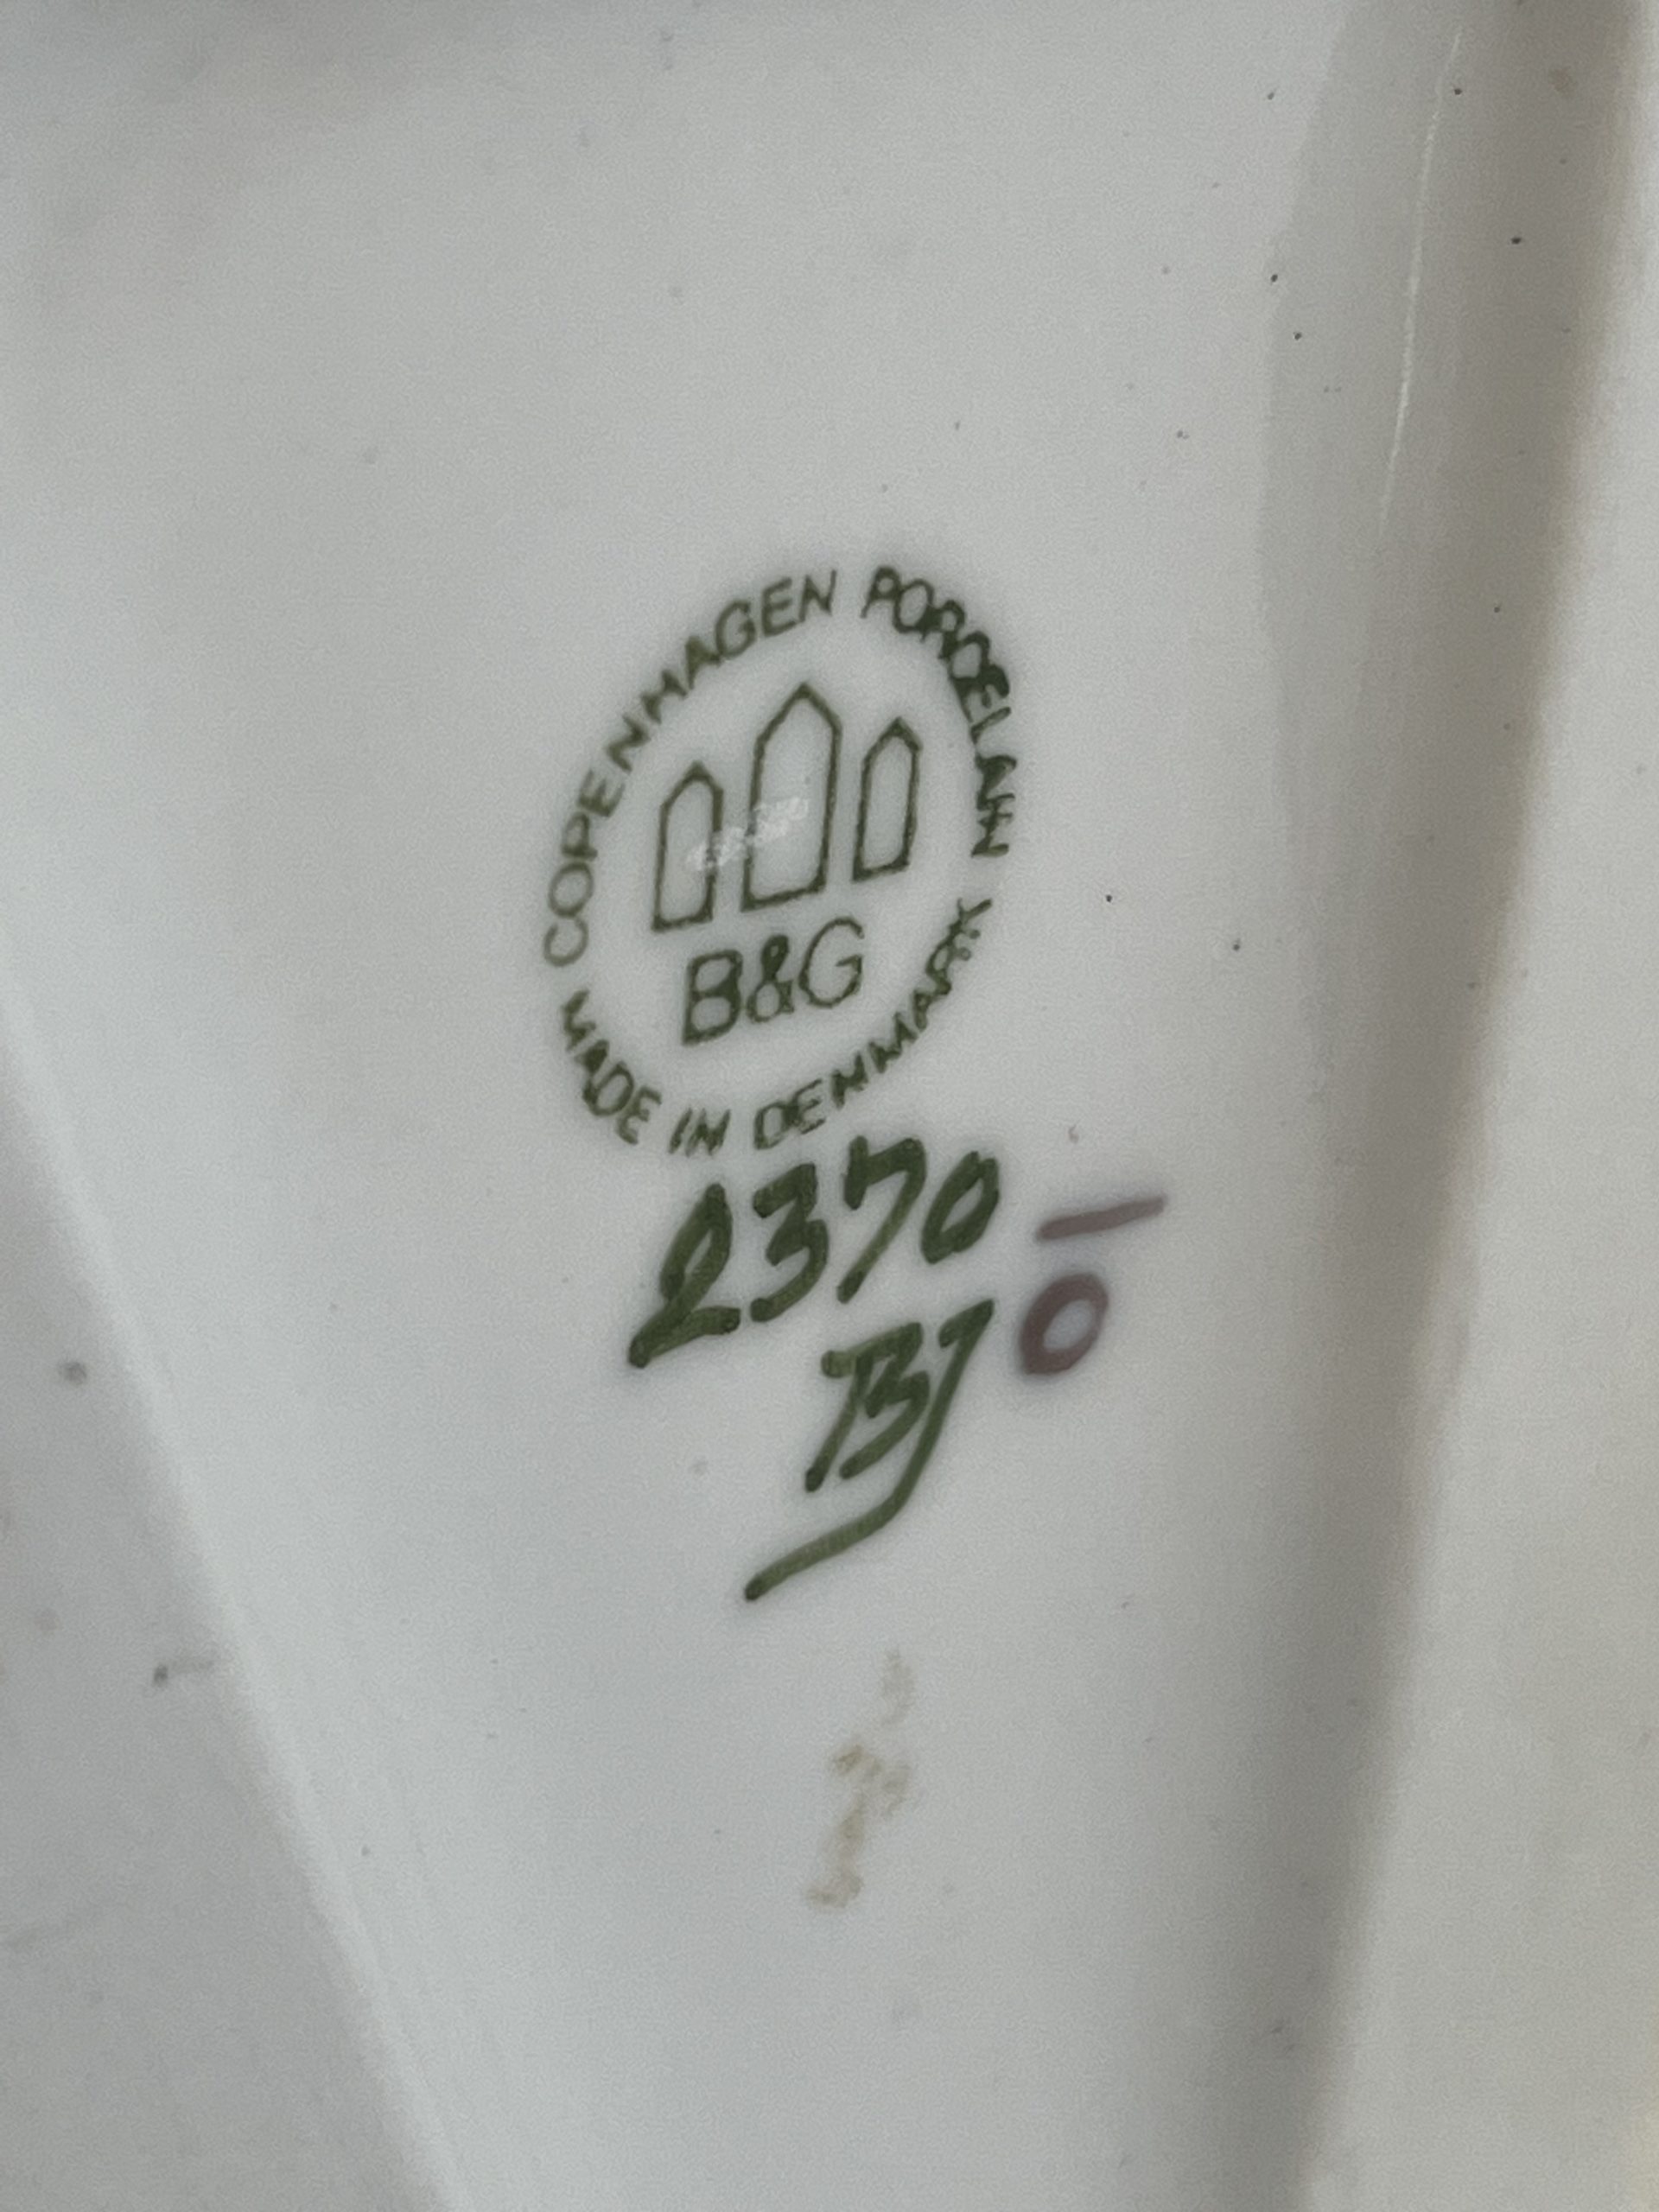 COPENHAGEN PORCELAIN
B&G
MADE IN DENMARK
2370
BJ